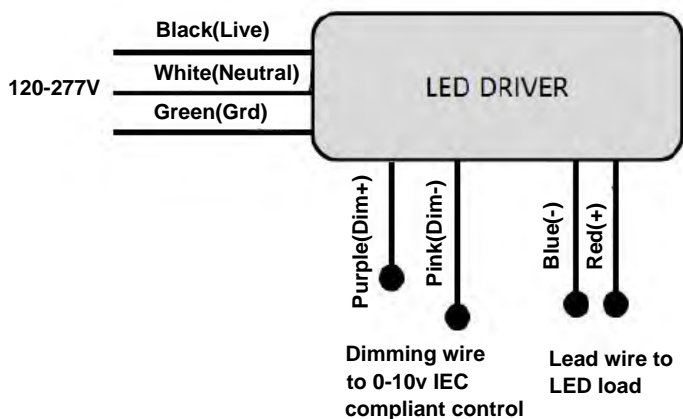 Black(Live)
120-277V
White(Neutral)
Green(Grd)
LED DRIVER
Purple(Dim+)
Pink(Dim-)
Blue(-)
Red(+)
Dimming wire
to 0-10v IEC
compliant control
Lead wire to
LED load